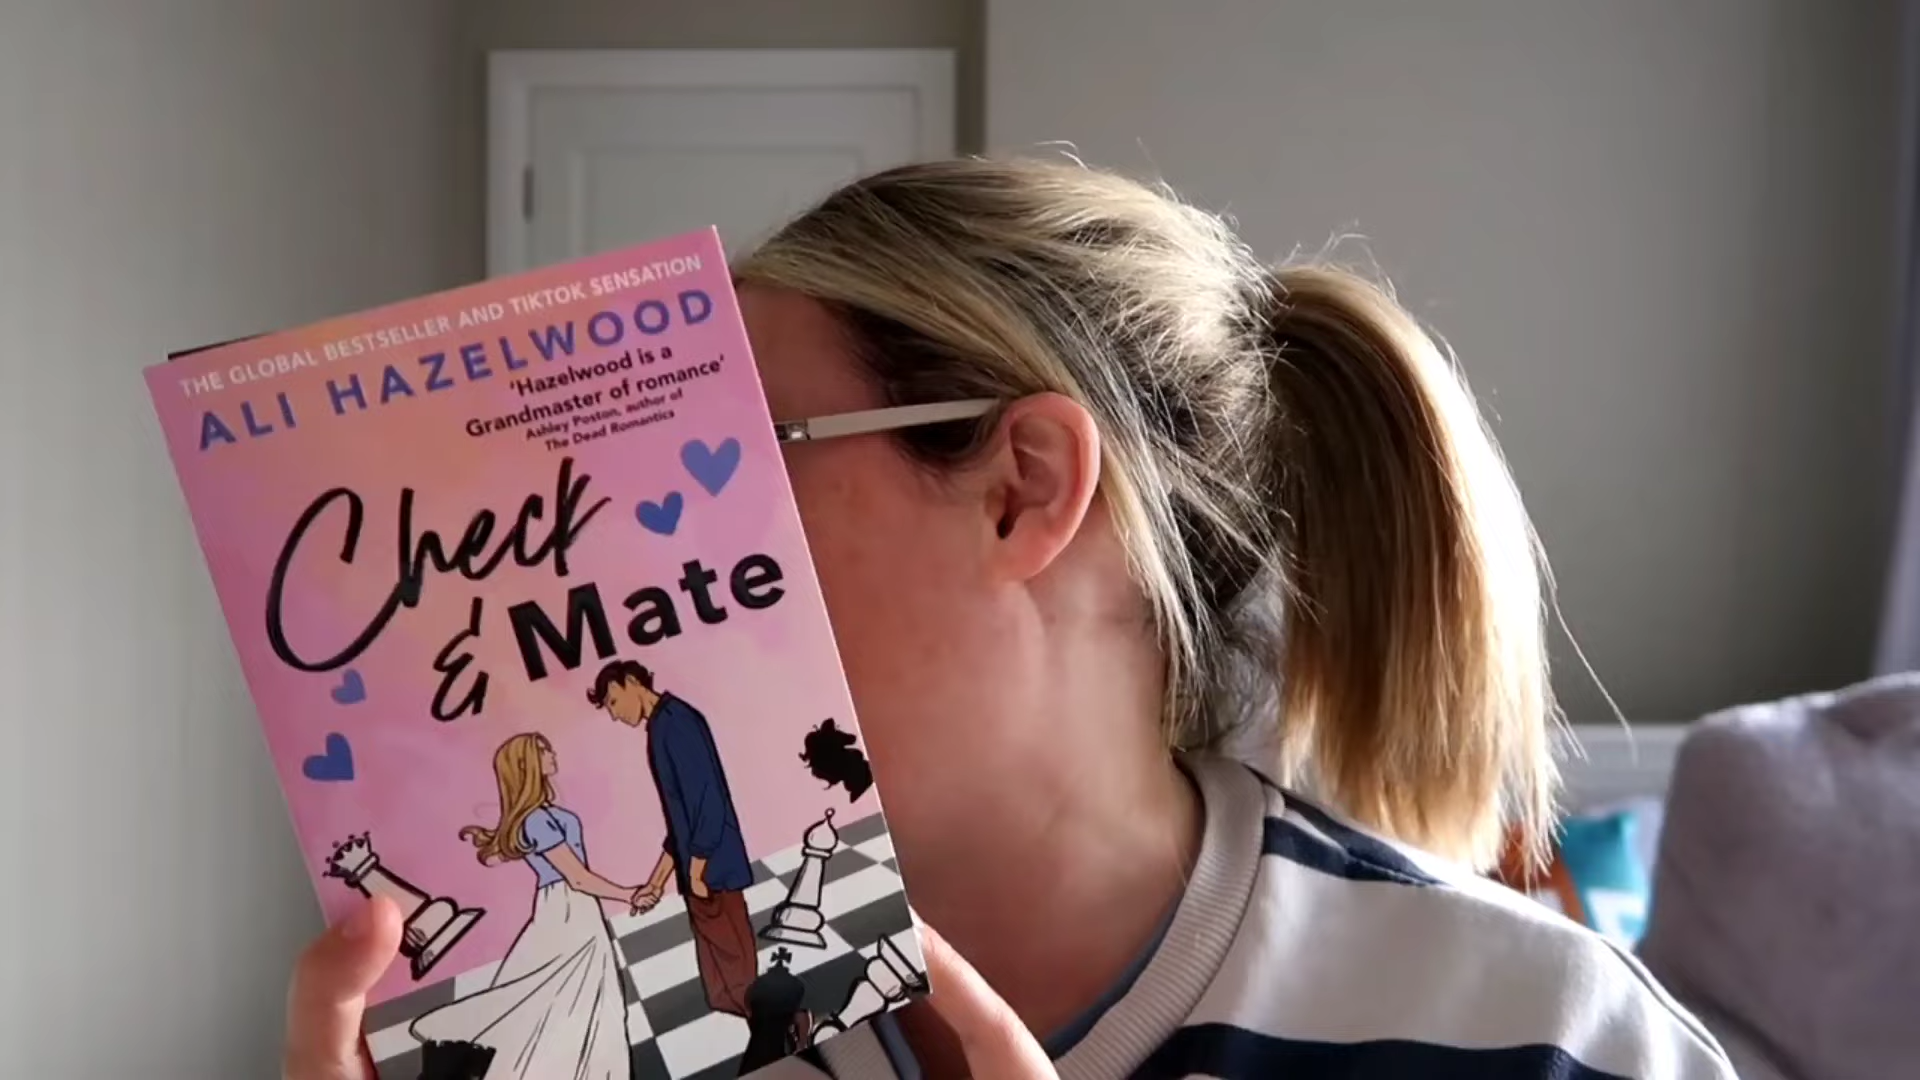 THE GLOBAL BESTSELLER AND TIKTOK SENSATION
ALI HAZELWOOD
'Hazelwood is a
Grandmaster of romance'
Ashley Poston, author of
The Dead Romantics
Check
& Mate